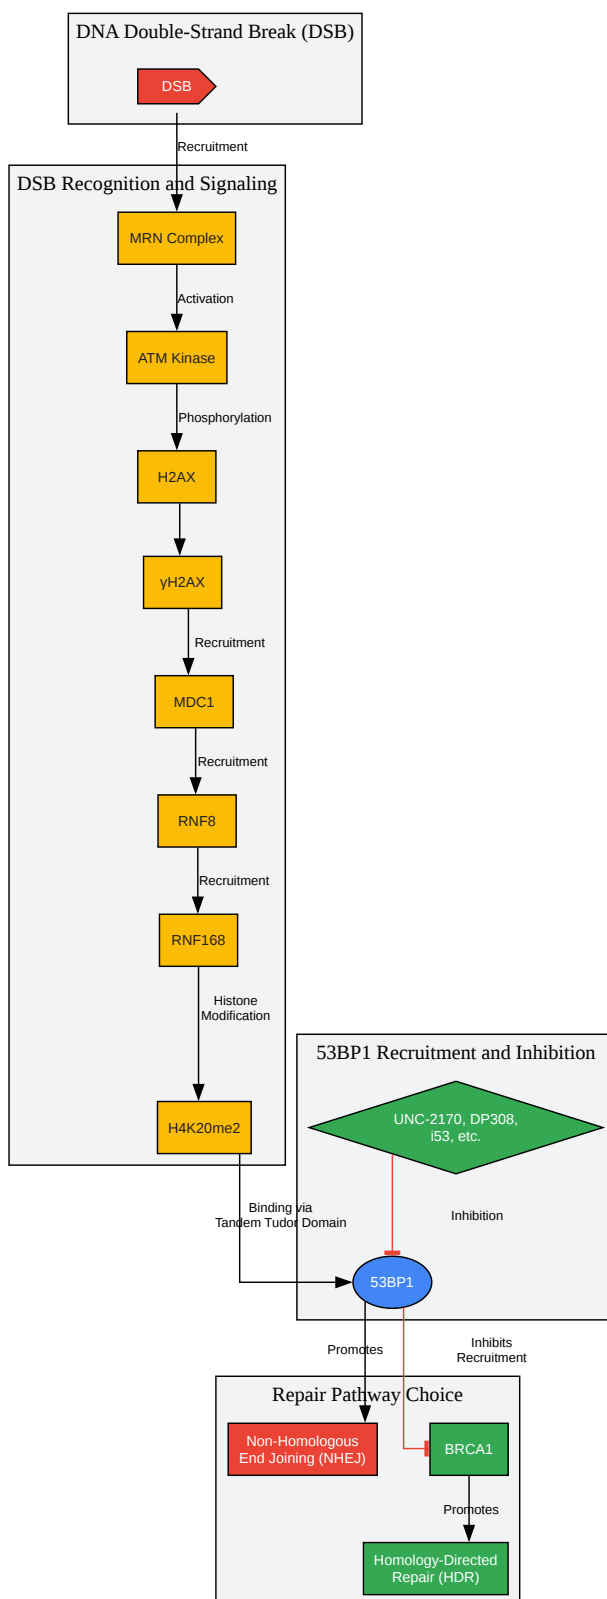 DNA Double-Strand Break (DSB)
DSB
Recruitment
DSB Recognition and Signaling
MRN Complex
Activation
ATM Kinase
Phosphorylation
H2AX
γH2AX
Recruitment
MDC1
Recruitment
RNF8
Recruitment
RNF168
Histone
Modification
H4K20me2
53BP1 Recruitment and Inhibition
UNC-2170, DP308,
i53, etc.
Binding via
Tandem Tudor Domain
Inhibition
53BP1
Promotes
Inhibits
Recruitment
Repair Pathway Choice
Non-Homologous
End Joining (NHEJ)
BRCA1
Promotes
Homology-Directed
Repair (HDR)